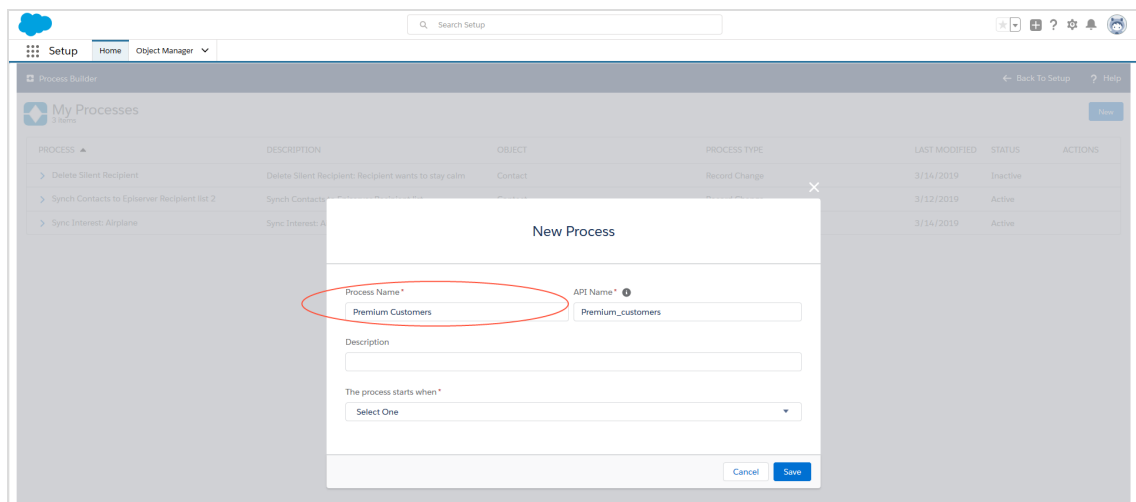 Search Setup
Setup Home Object Manager
Process Builder Back To Setup ? Help
My Processes
3 items
New
PROCESS DESCRIPTION OBJECT PROCESS TYPE LAST MODIFIED STATUS ACTIONS
Delete Silent Recipient Delete Silent Recipient: Recipient wants to stay calm Contact Record Change 3/14/2019 Inactive
Synch Contacts to Episerver Recipient list 2 Synch Contacts 3/12/2019 Active
Sync Interest: Airplane Sync Interest: A 3/14/2019 Active
New Process
Process Name* API Name*
Premium Customers Premium_customers
Description
The process starts when*
Select One
Cancel Save